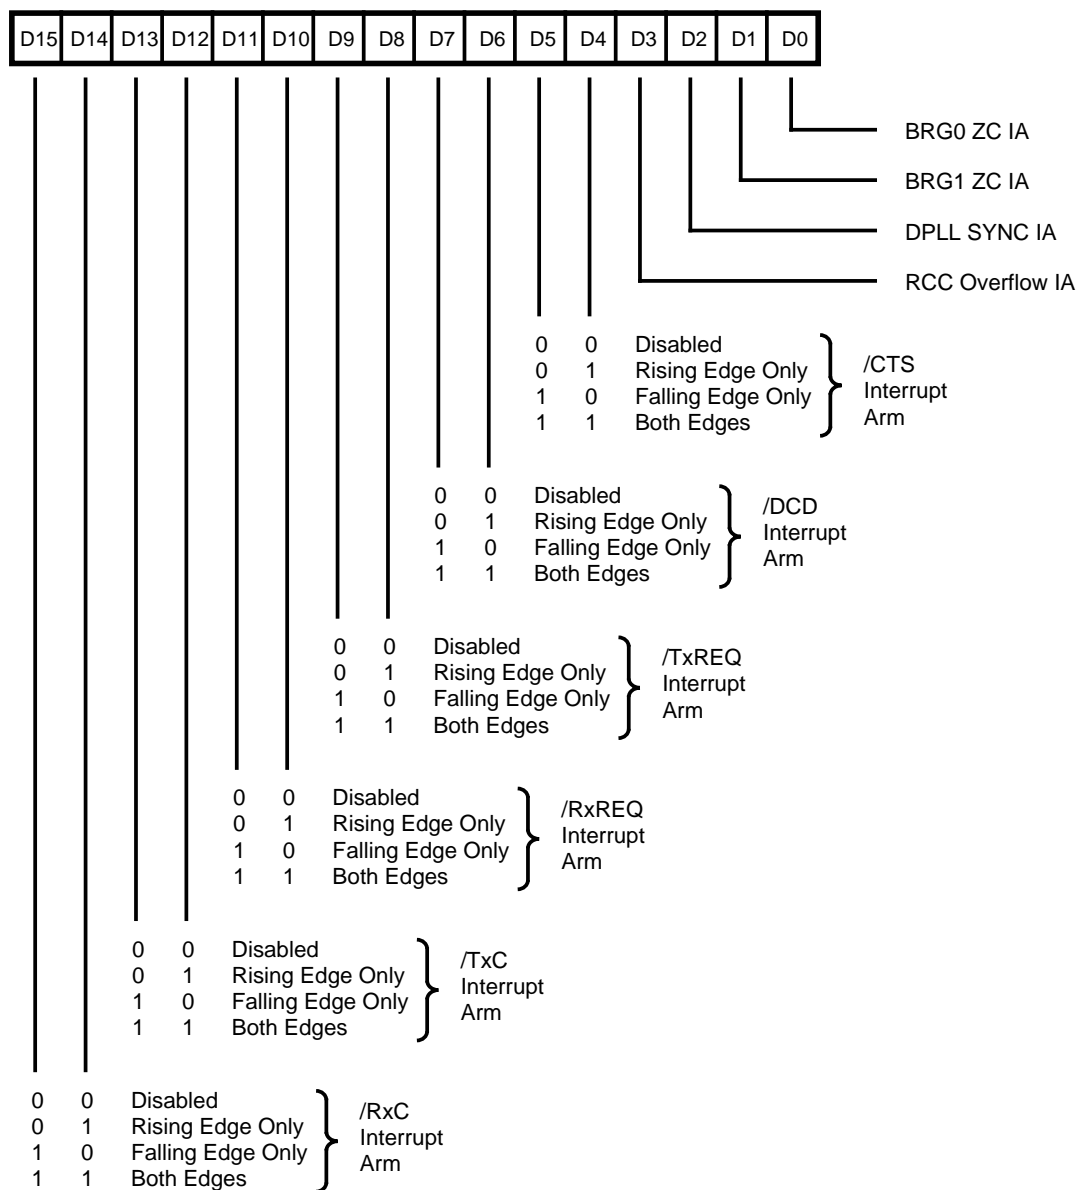 D15 D14 D13 D12 D11 D10 D9 D8 D7 D6 D5 D4 D3 D2 D1 D0
BRG0 ZC IA
BRG1 ZC IA
DPLL SYNC IA
RCC Overflow IA
0 0 Disabled
0 1 Rising Edge Only
1 0 Falling Edge Only
1 1 Both Edges
/CTS
Interrupt
Arm
0 0 Disabled
0 1 Rising Edge Only
1 0 Falling Edge Only
1 1 Both Edges
/DCD
Interrupt
Arm
0 0 Disabled
0 1 Rising Edge Only
1 0 Falling Edge Only
1 1 Both Edges
/TxREQ
Interrupt
Arm
0 0 Disabled
0 1 Rising Edge Only
1 0 Falling Edge Only
1 1 Both Edges
/RxREQ
Interrupt
Arm
0 0 Disabled
0 1 Rising Edge Only
1 0 Falling Edge Only
1 1 Both Edges
/TxC
Interrupt
Arm
0 0 Disabled
0 1 Rising Edge Only
1 0 Falling Edge Only
1 1 Both Edges
/RxC
Interrupt
Arm